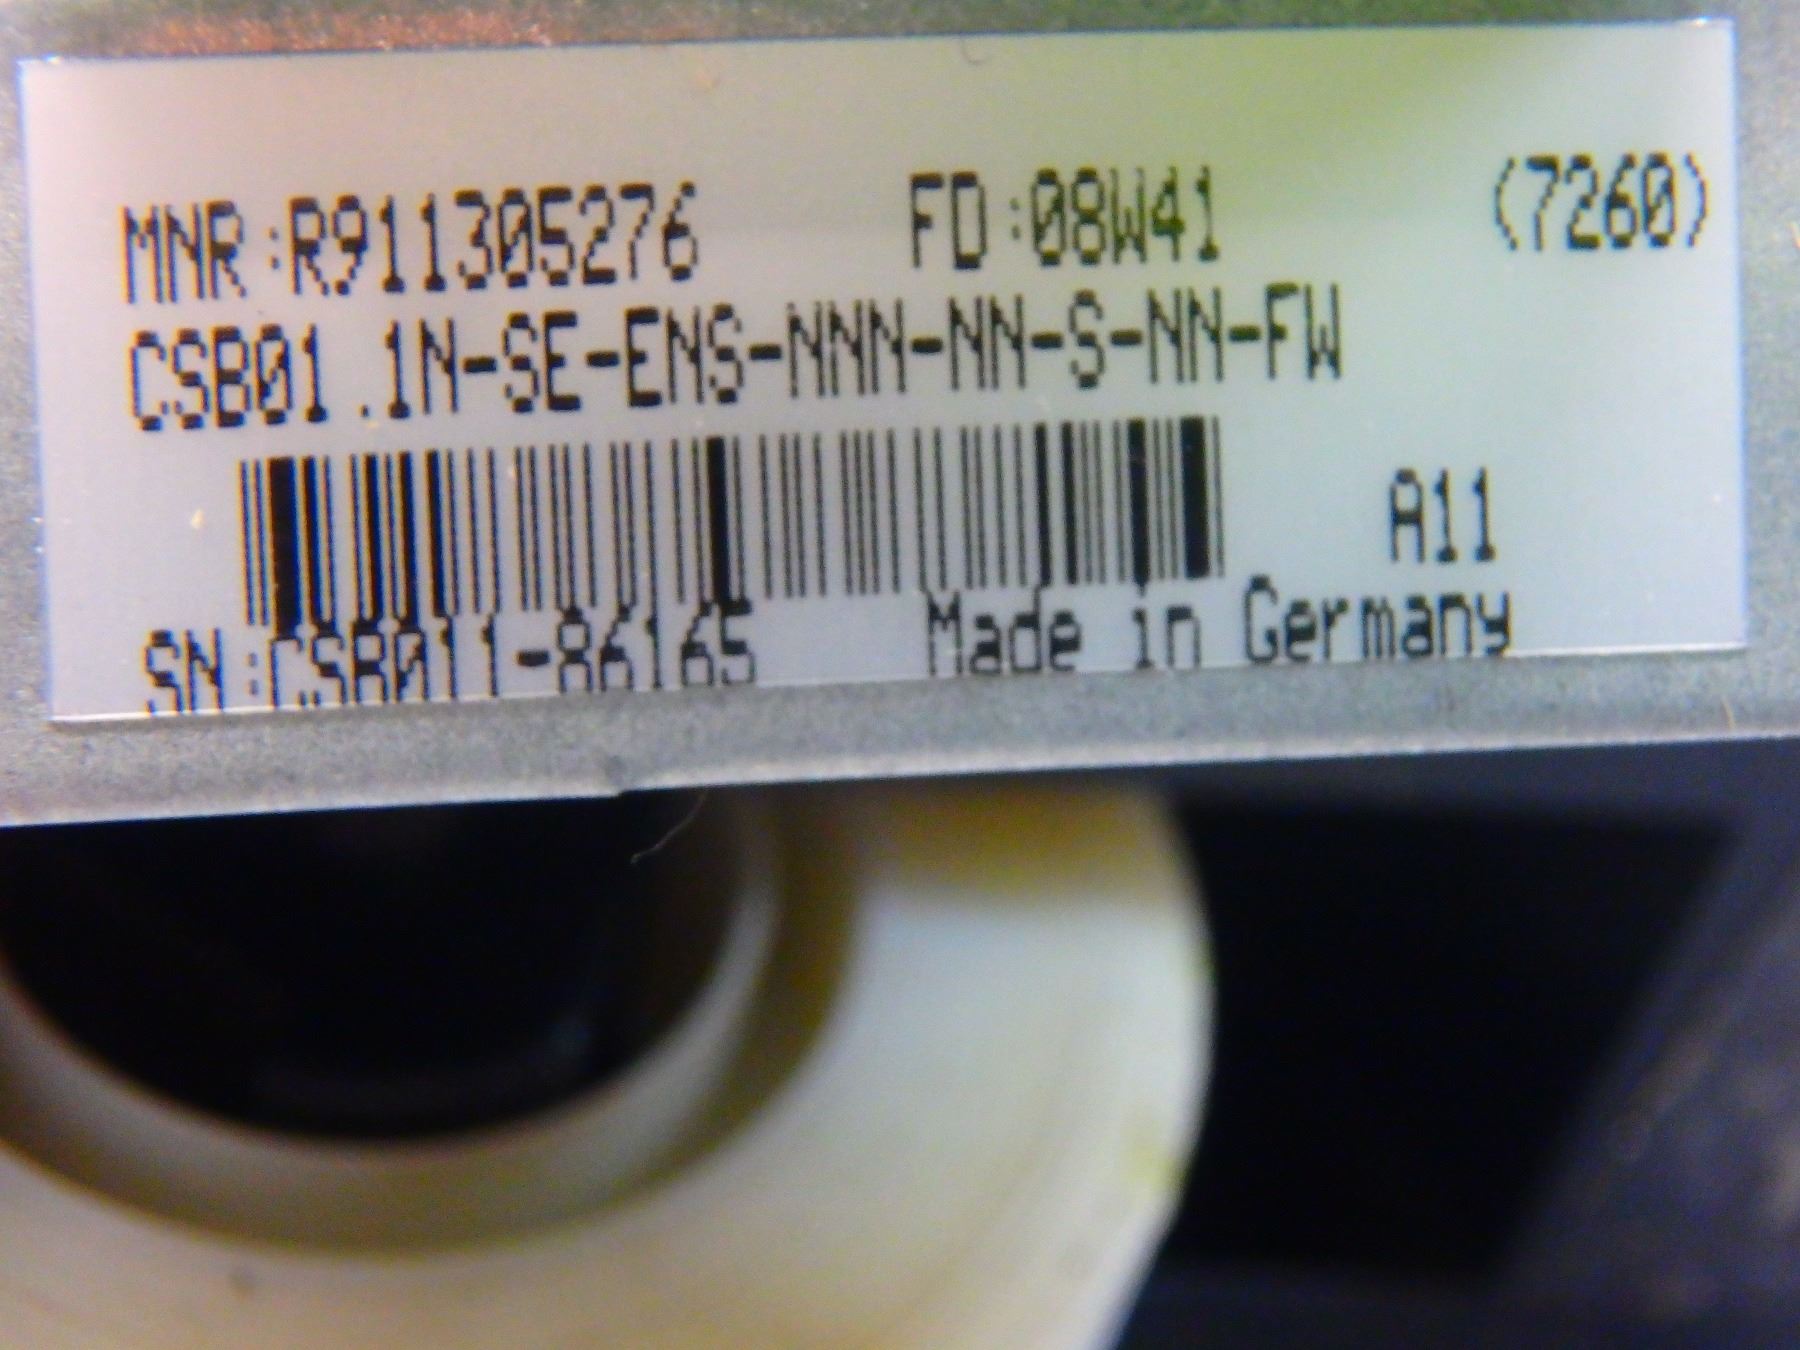 MNR:R911305276 FD:08W41 (7260)
CSB01.1N-SE-ENS-NNN-NN-S-NN-FW
A11
SN:CSB011-86165 Made in Germany